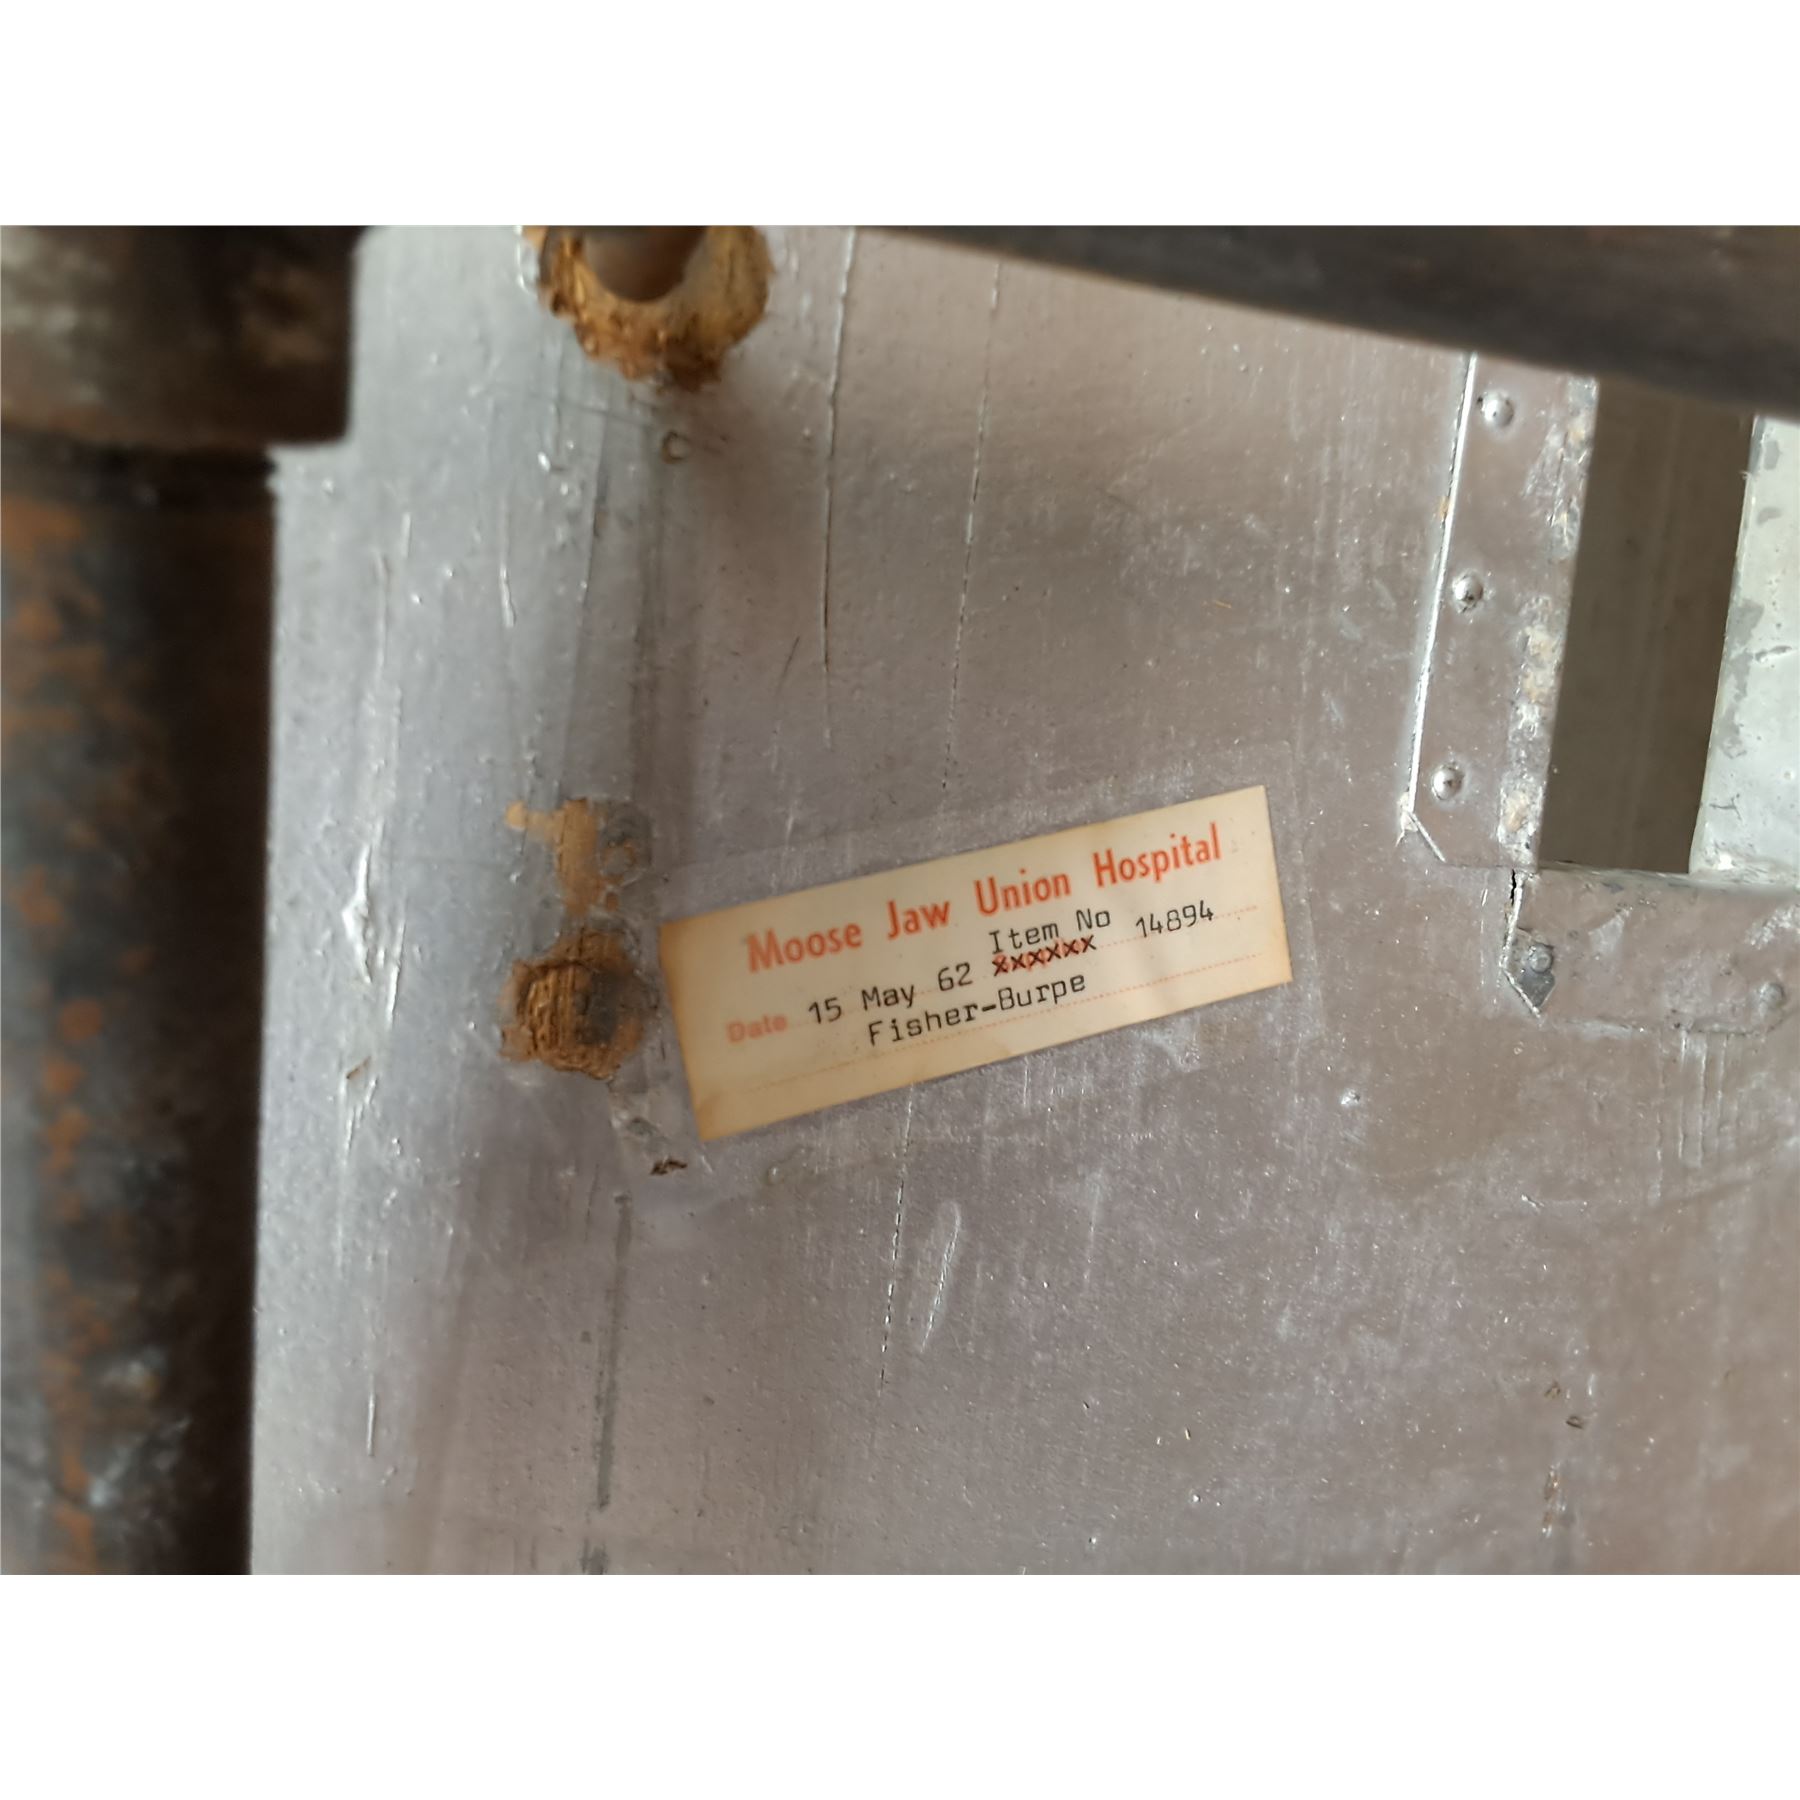 Moose Jaw Union Hospital
Item No
Date 15 May 62 xxxxxx 14894
Fisher-Burpe